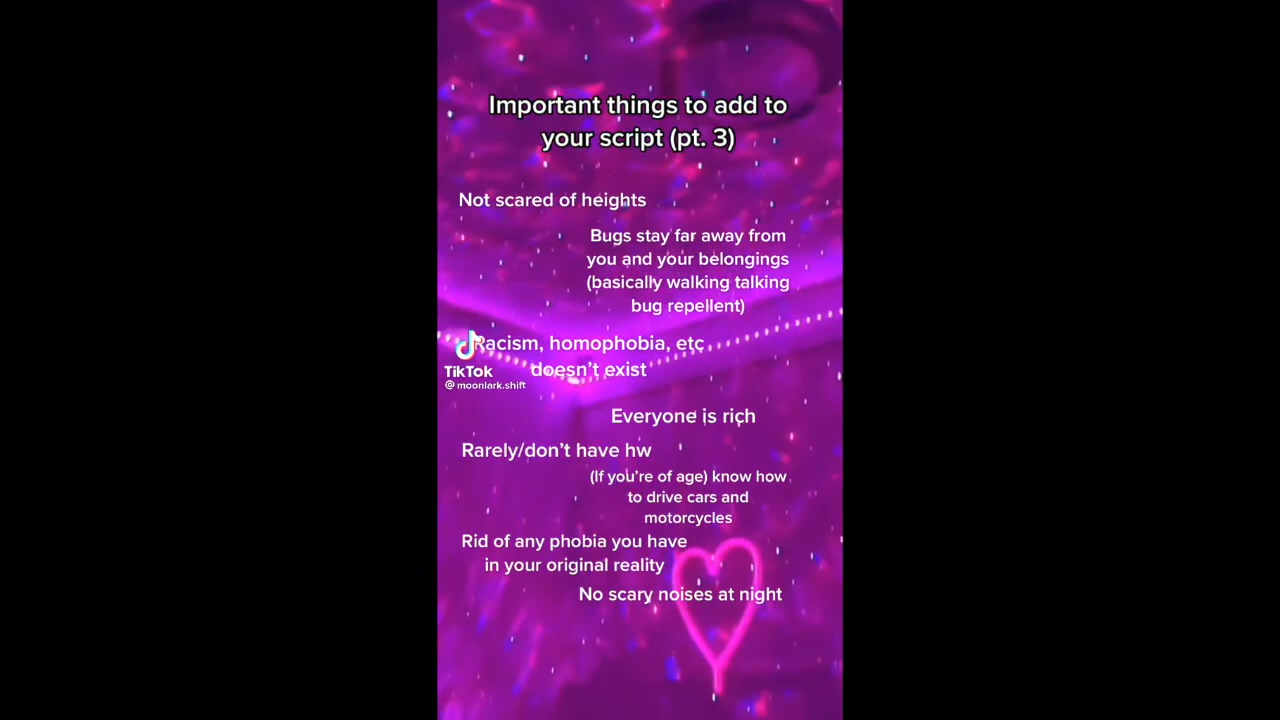 Important things to add to
your script (pt. 3)
Not scared of heights
Bugs stay far away from
you and your belongings
(basically walking talking
bug repellent)
Racism, homophobia, etc
doesn't exist
TikTok
@moonlark.shift
Everyone is rich
Rarely/don't have hw
(If you're of age) know how
to drive cars and
motorcycles
Rid of any phobia you have
in your original reality
No scary noises at night